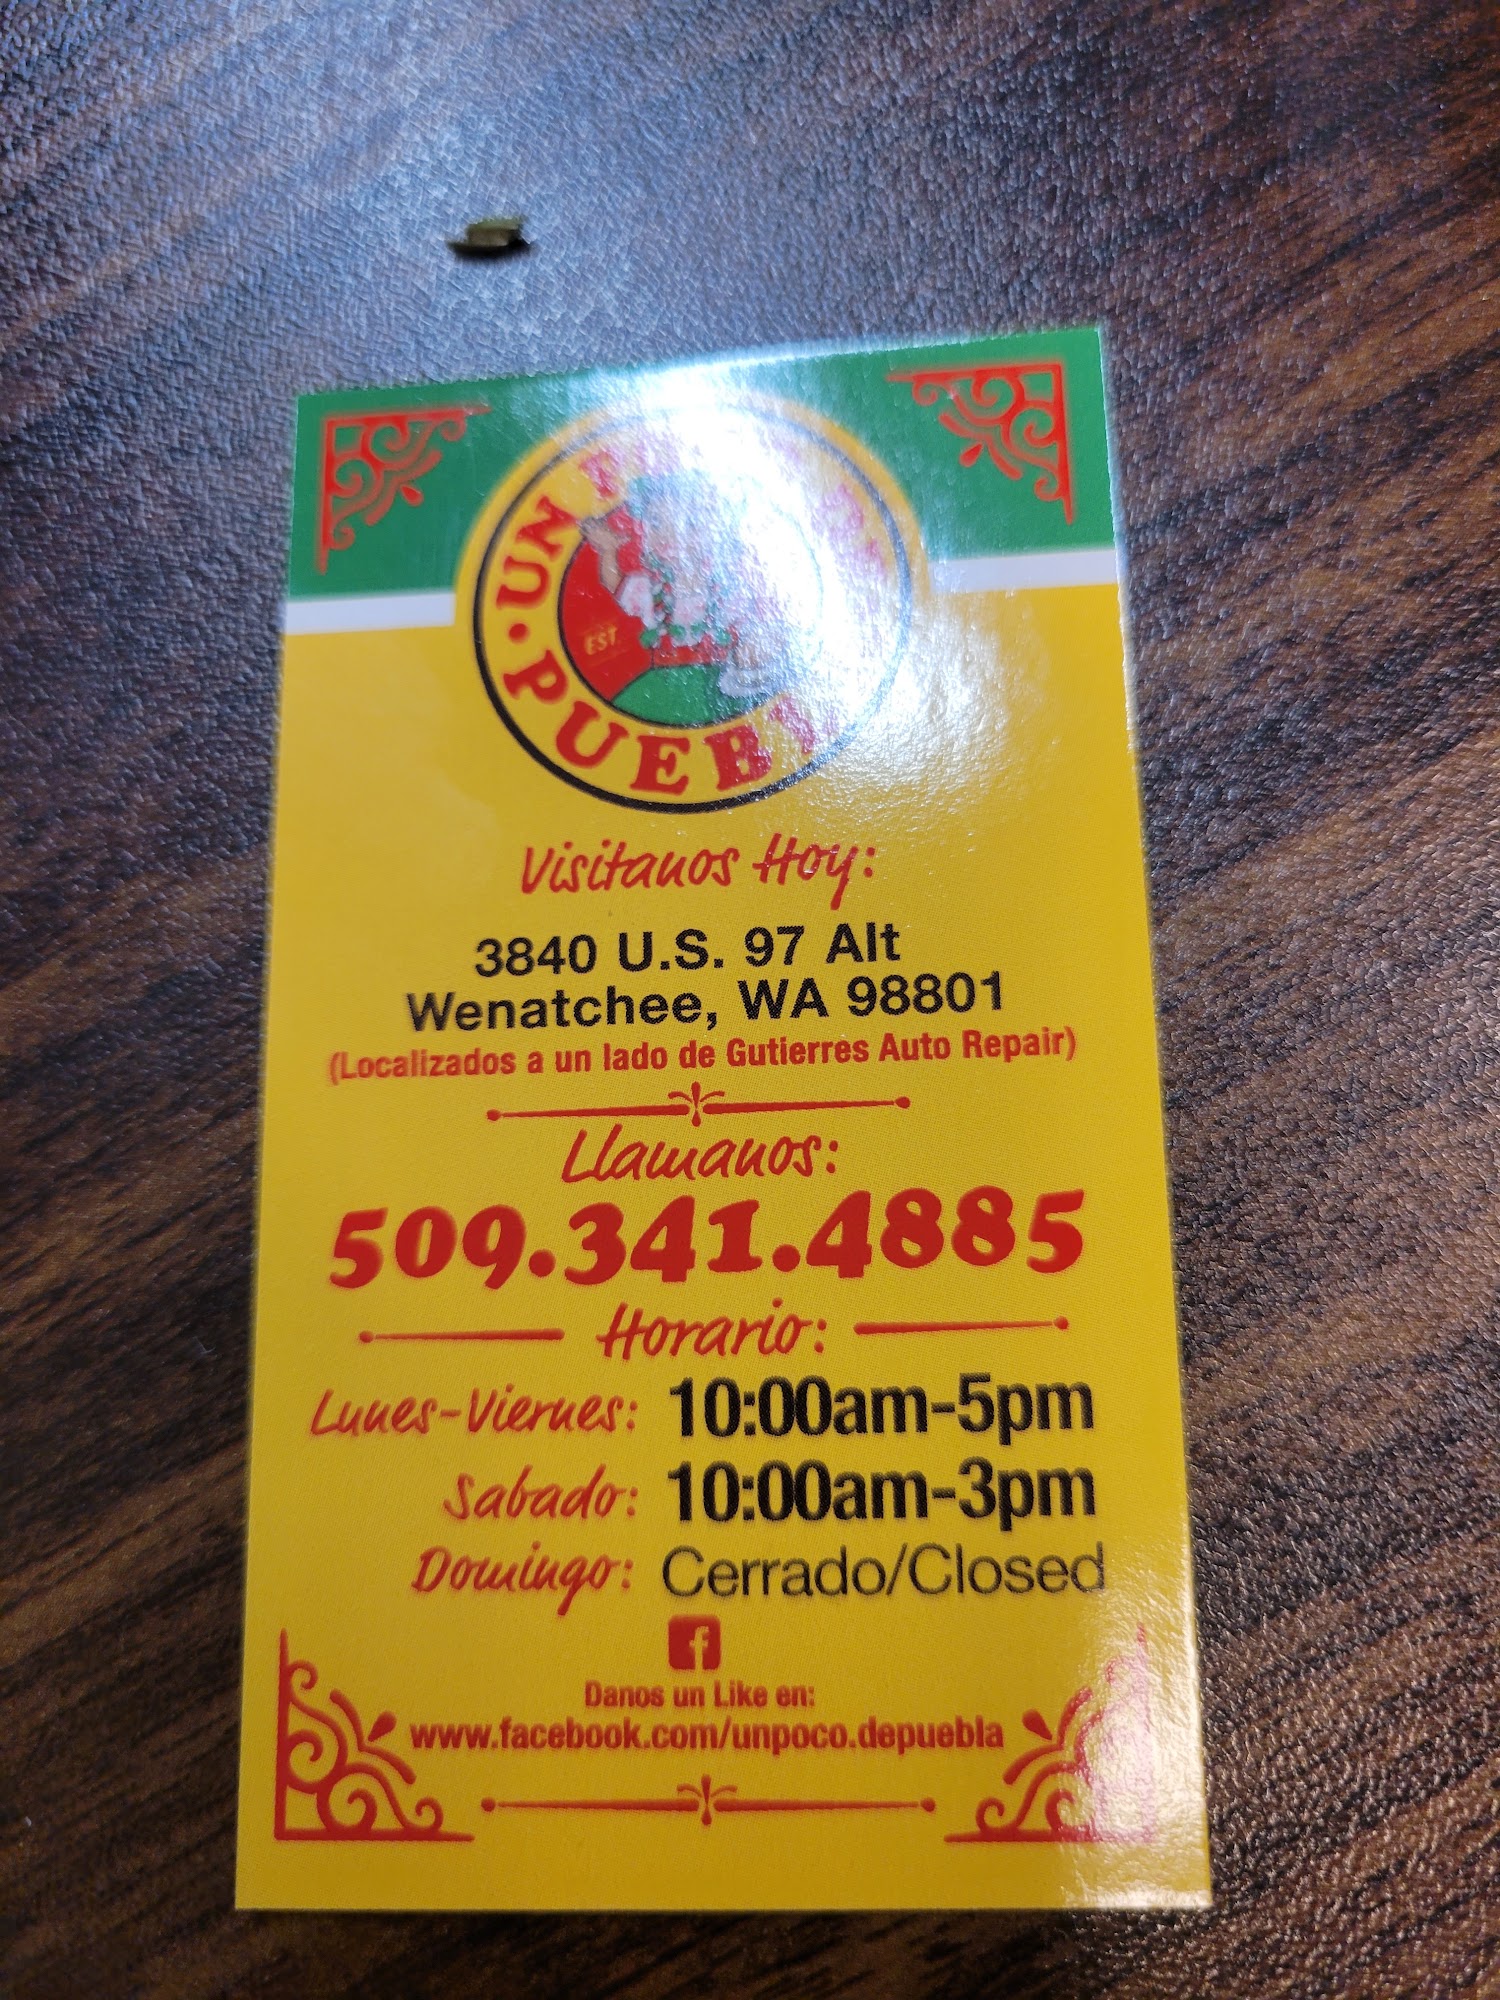 UN
PUEB
EST.
Visitanos Hoy:
3840 U.S. 97 Alt
Wenatchee, WA 98801
(Localizados a un lado de Gutierres Auto Repair)
Llamanos:
509.341.4885
Horario:
Lunes-Viernes: 10:00am-5pm
Sabado: 10:00am-3pm
Domingo: Cerrado/Closed
f
Danos un Like en:
www.facebook.com/unpoco.depuebla